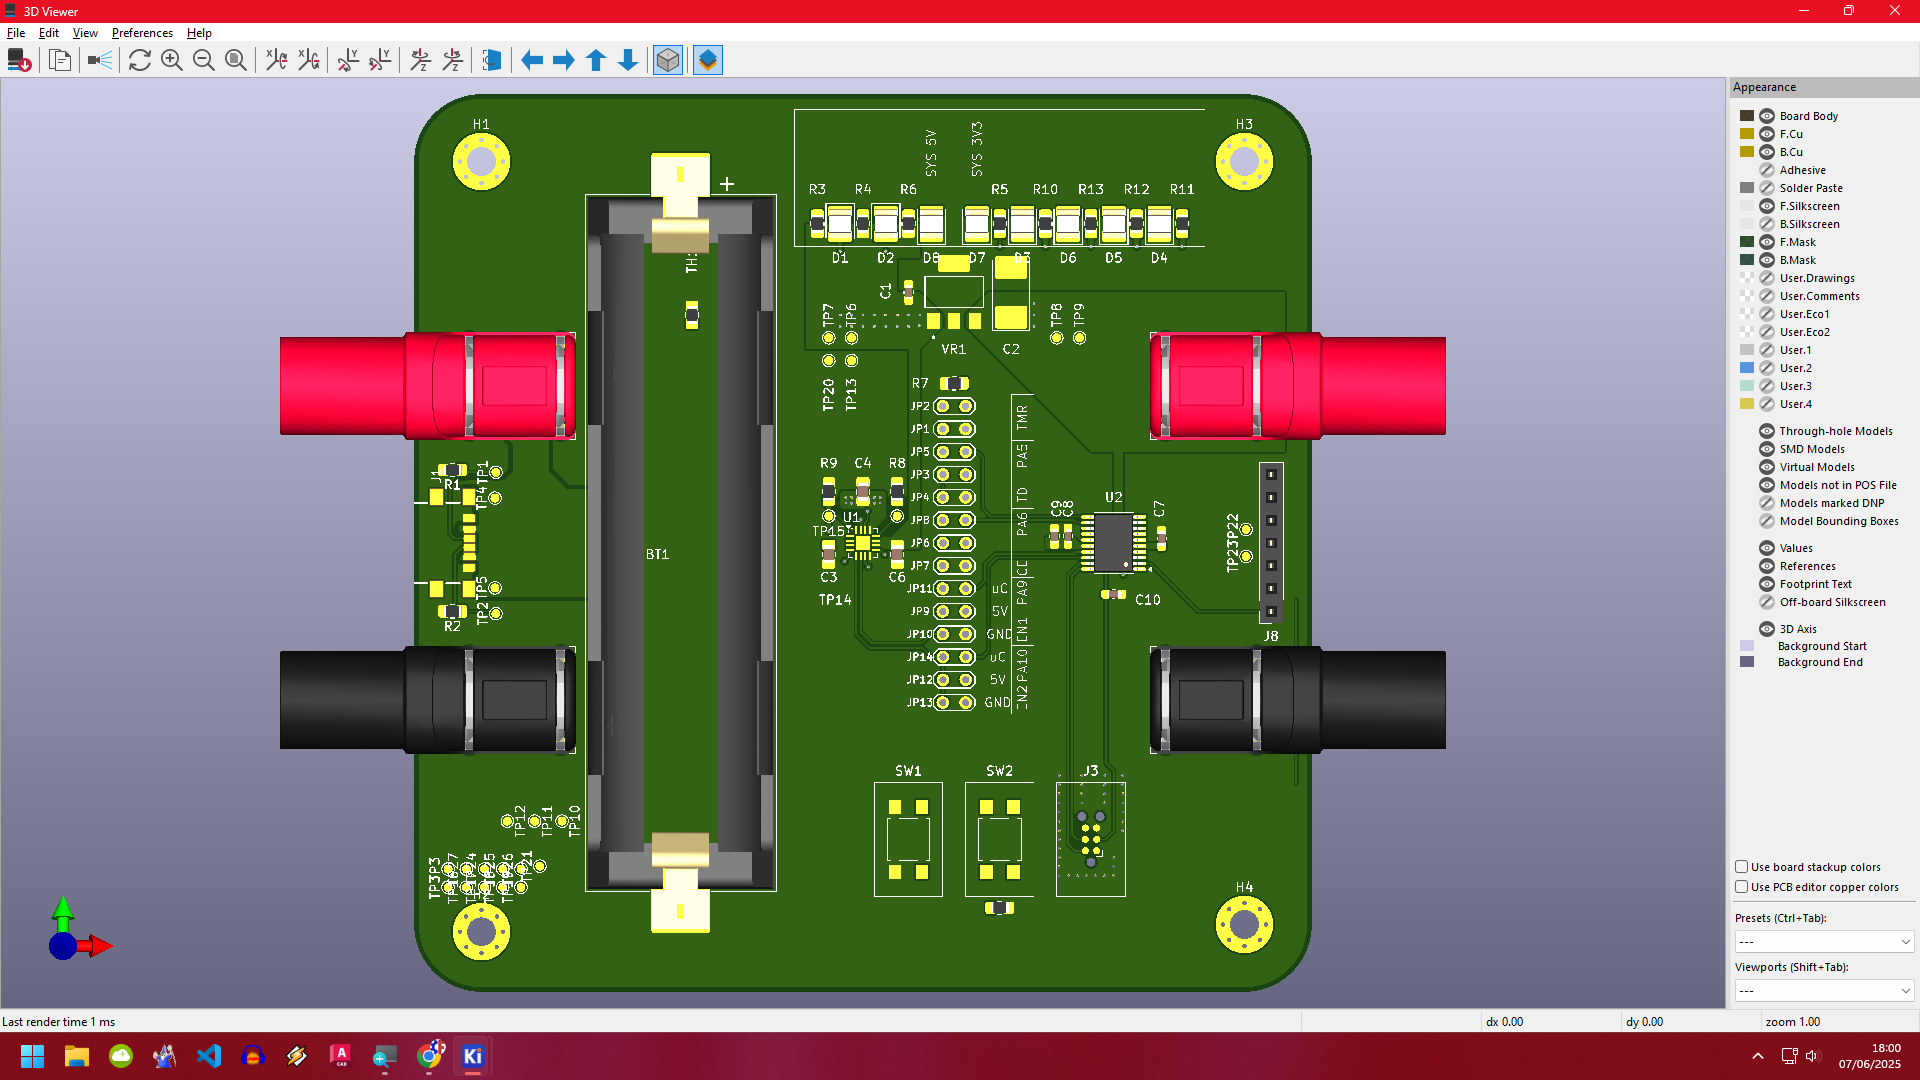 3D Viewer
File Edit View Preferences Help
H1
SYS 5V
SYS 3V3
H3
R3 R4 R6 R5 R10 R13 R12 R11
D1 D2 D8 D7 D3 D6 D5 D4
+
C1
VR1
C2
TP7
TP6
TP8
TP9
TP20
TP13
R7
JP2
JP1
JP5
JP3
JP4
JP8
JP6
JP7
JP11 uC
JP9 5V
JP10 GND
JP14 uC
JP12 5V
JP13 GND
TMR
PA5
TD
PA6
CE
PA9
EN1
PA10
EN2
J1
R1
TP1
TP4
R9 C4 R8
TP15
U1
C3 C6
TP14
BT1
U2
C9
C8
C7
C10
TP23
J8
TP5
TP2
R2
SW1
SW2
J3
TP12
TP11
TP10
H4
Appearance
Board Body
F.Cu
B.Cu
Adhesive
Solder Paste
F.Silkscreen
B.Silkscreen
F.Mask
B.Mask
User.Drawings
User.Comments
User.Eco1
User.Eco2
User.1
User.2
User.3
User.4
Through-hole Models
SMD Models
Virtual Models
Models not in POS File
Models marked DNP
Model Bounding Boxes
Values
References
Footprint Text
Off-board Silkscreen
3D Axis
Background Start
Background End
Use board stackup colors
Use PCB editor copper colors
Presets (Ctrl+Tab):
---
Viewports (Shift+Tab):
---
Last render time 1 ms
dx 0.00
dy 0.00
zoom 1.00
Ki
18:00
07/06/2025